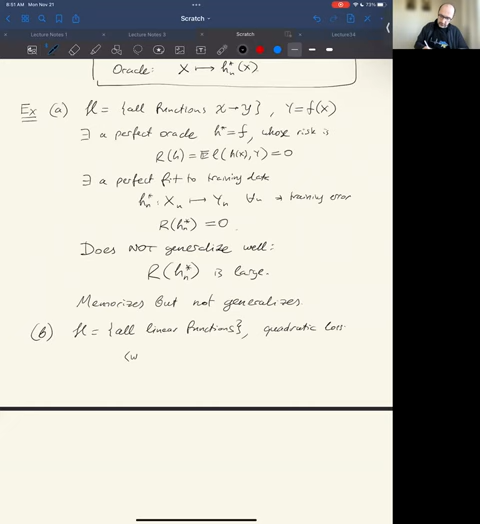 8:51 AM Mon Nov 21
73%
Scratch
Lecture Notes 1
Lecture Notes 3
Scratch
Lecture34
Oracle: X ↦ h*ₙ(x)
Ex (a) H = {all functions X→Y}, Y=f(X)
∃ a perfect oracle h*=f, whose risk is
R(h) = 𝔼 ℓ(h(X),Y) = 0
∃ a perfect fit to training data
h*ₙ: Xₙ ↦ Yₙ ∀n ⇒ training error
R(h*ₙ) = 0.
Does NOT generalize well:
R(h*ₙ) is large.
Memorizes But not generalizes.
(b) H = {all linear functions}, quadratic loss.
⟨w